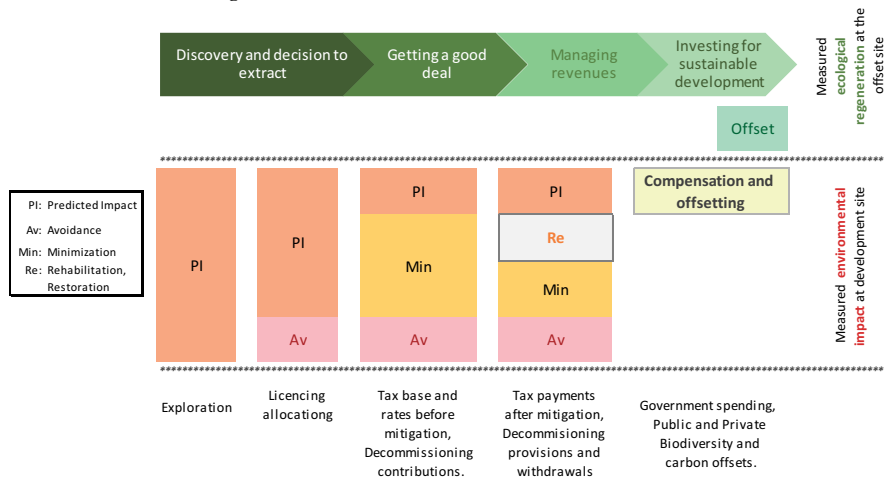 Discovery and decision to
extract
Getting a good
deal
Managing
revenues
Investing for
sustainable
development
Measured
ecological
regeneration at the
offset site
Offset
PI: Predicted Impact
Av: Avoidance
Min: Minimization
Re: Rehabilitation,
Restoration
PI
PI
Av
PI
Min
Av
PI
Re
Min
Av
Compensation and
offsetting
Measured environmental
impact at development site
Exploration
Licencing
allocationg
Tax base and
rates before
mitigation,
Decommissioning
contributions.
Tax payments
after mitigation,
Decommisioning
provisions and
withdrawals
Government spending,
Public and Private
Biodiversity and
carbon offsets.